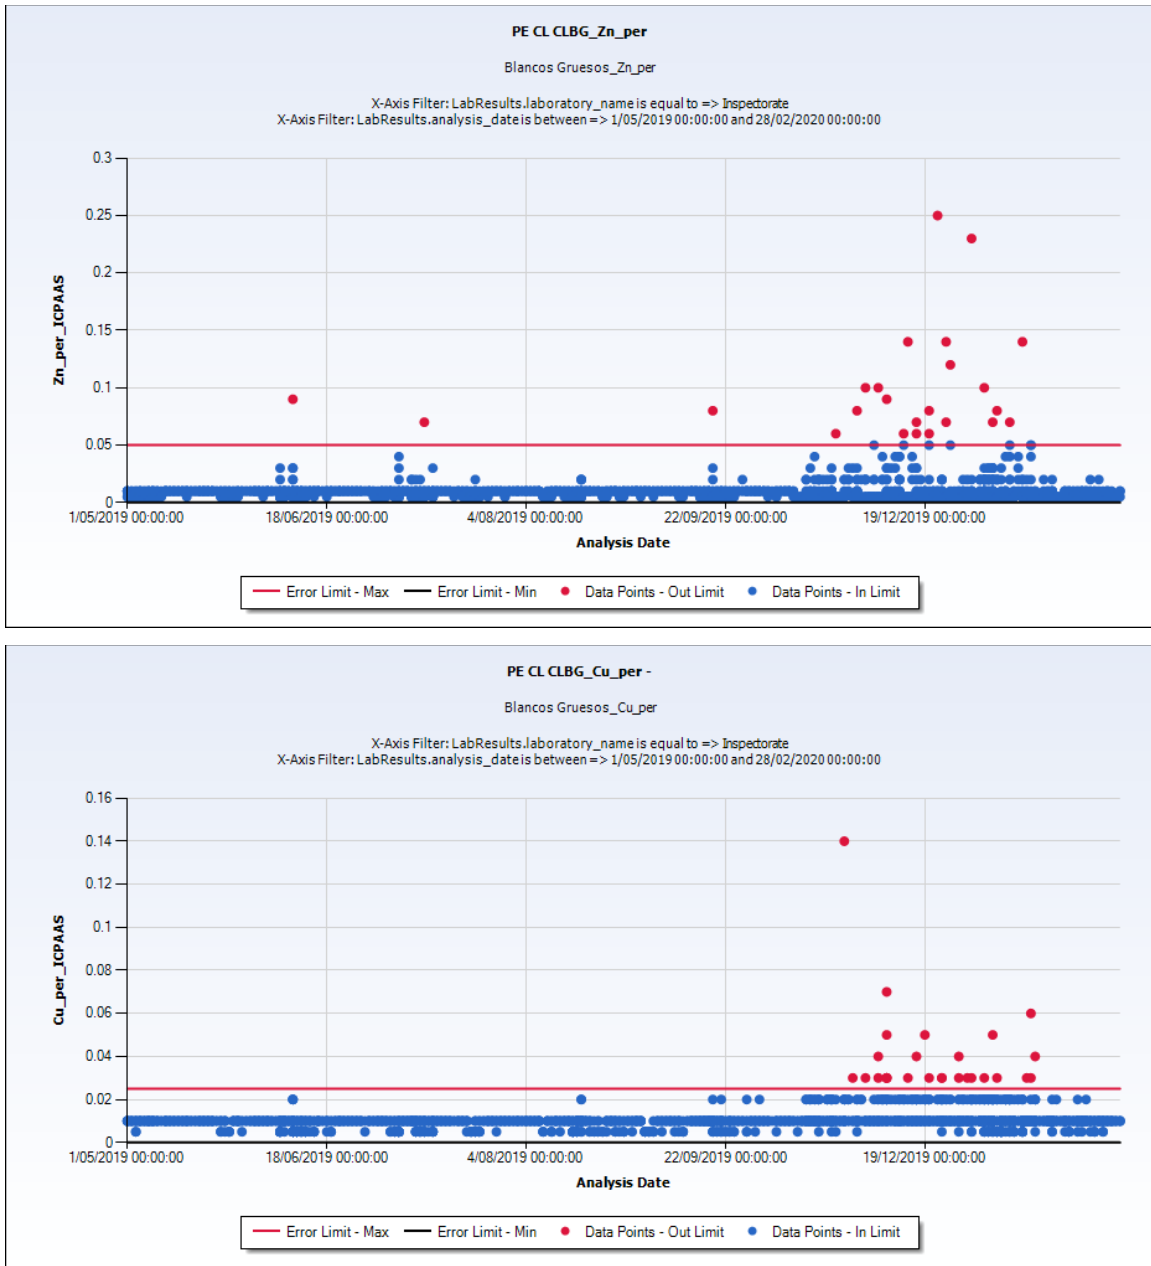 PE CL CLBG_Zn_per
Blancos Gruesos_Zn_per
X-Axis Filter: LabResults.laboratory_name is equal to => Inspectorate
X-Axis Filter: LabResults.analysis_date is between => 1/05/2019 00:00:00 and 28/02/2020 00:00:00
0.3
0.25
0.2
0.15
0.1
0.05
0
Zn_per_ICPAAS
1/05/2019 00:00:00 18/06/2019 00:00:00 4/08/2019 00:00:00 22/09/2019 00:00:00 19/12/2019 00:00:00
Analysis Date
Error Limit - Max Error Limit - Min Data Points - Out Limit Data Points - In Limit
PE CL CLBG_Cu_per -
Blancos Gruesos_Cu_per
X-Axis Filter: LabResults.laboratory_name is equal to => Inspectorate
X-Axis Filter: LabResults.analysis_date is between => 1/05/2019 00:00:00 and 28/02/2020 00:00:00
0.16
0.14
0.12
0.1
0.08
0.06
0.04
0.02
0
Cu_per_ICPAAS
1/05/2019 00:00:00 18/06/2019 00:00:00 4/08/2019 00:00:00 22/09/2019 00:00:00 19/12/2019 00:00:00
Analysis Date
Error Limit - Max Error Limit - Min Data Points - Out Limit Data Points - In Limit